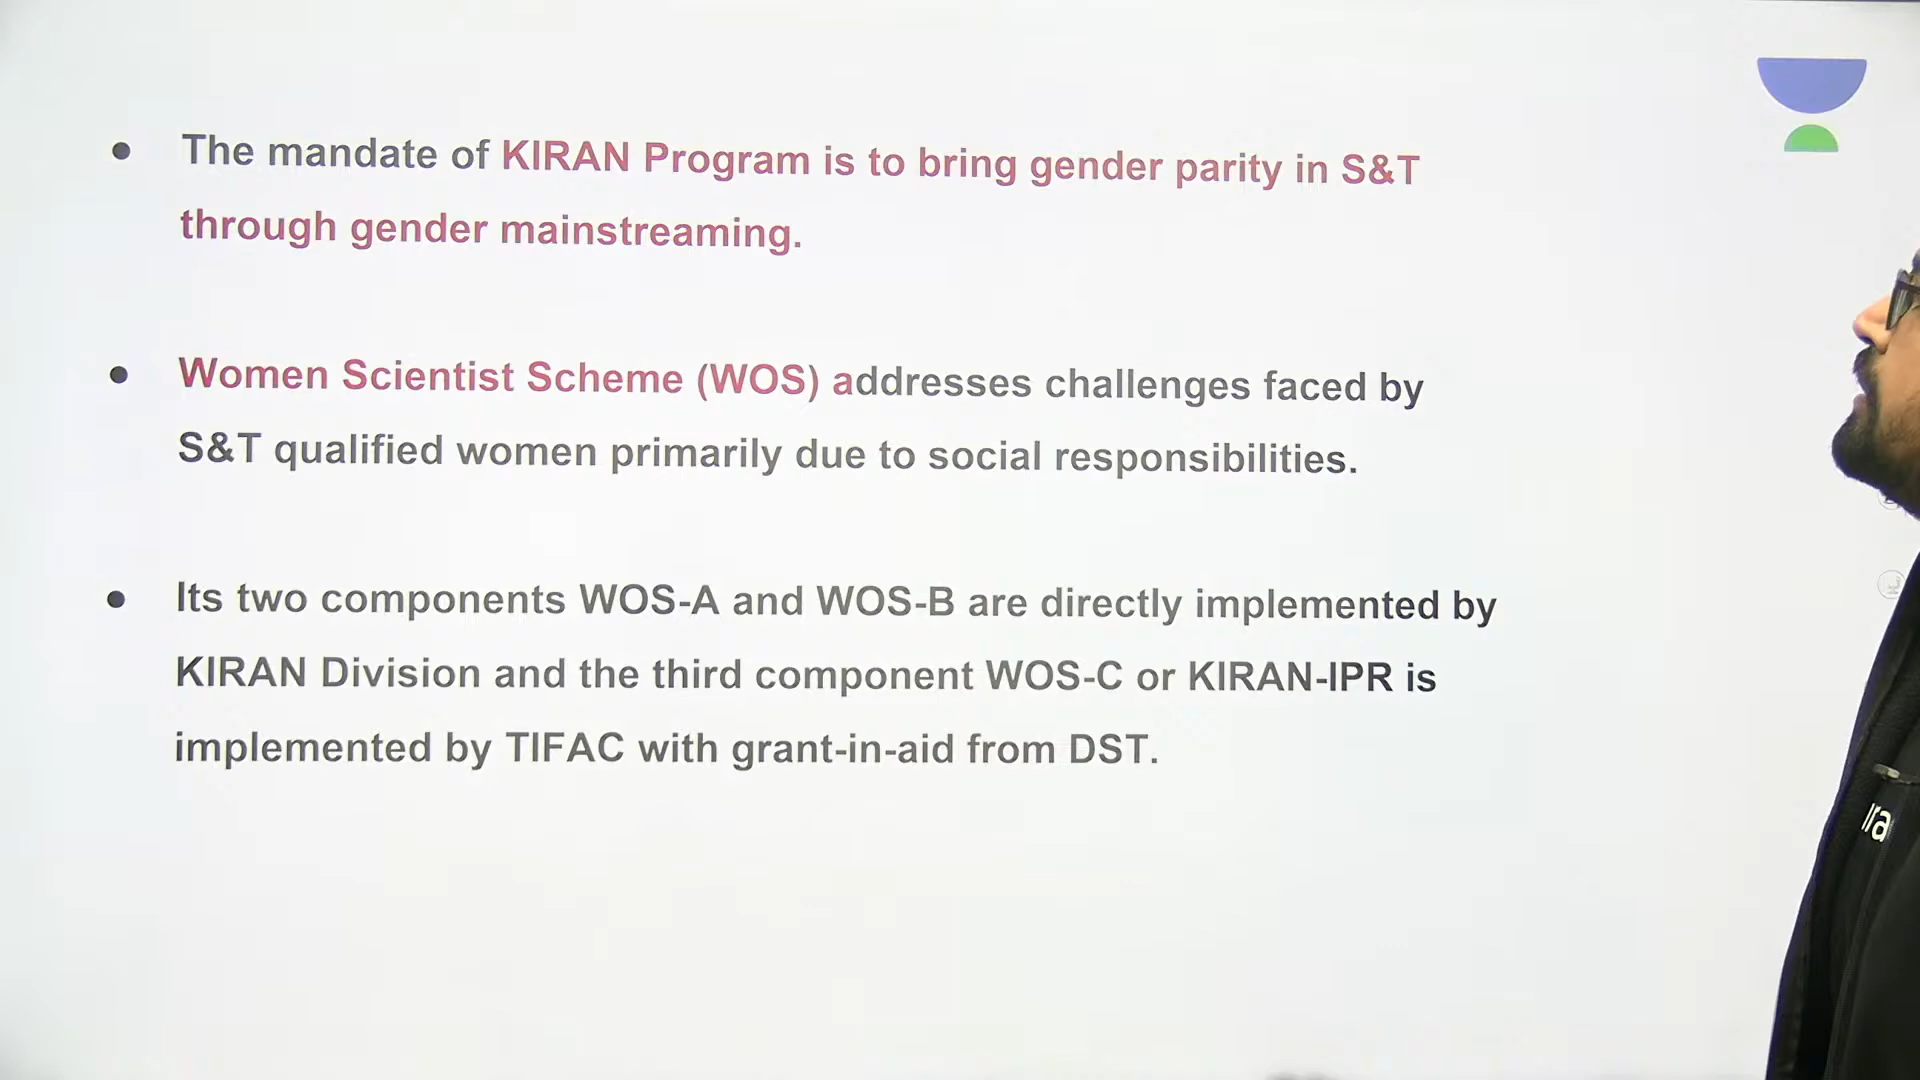 ● The mandate of KIRAN Program is to bring gender parity in S&T
through gender mainstreaming.
● Women Scientist Scheme (WOS) addresses challenges faced by
S&T qualified women primarily due to social responsibilities.
● Its two components WOS-A and WOS-B are directly implemented by
KIRAN Division and the third component WOS-C or KIRAN-IPR is
implemented by TIFAC with grant-in-aid from DST.